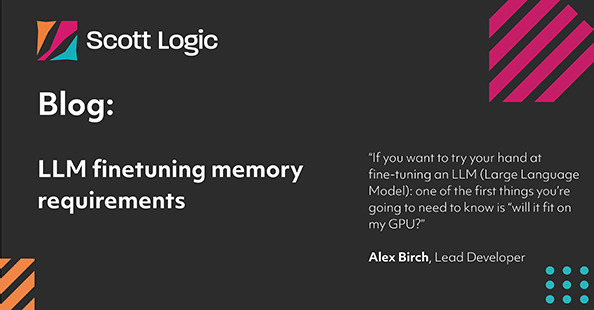 Scott Logic
Blog:
LLM finetuning memory
requirements
“If you want to try your hand at
fine-tuning an LLM (Large Language
Model): one of the first things you’re
going to need to know is “will it fit on
my GPU?”
Alex Birch, Lead Developer